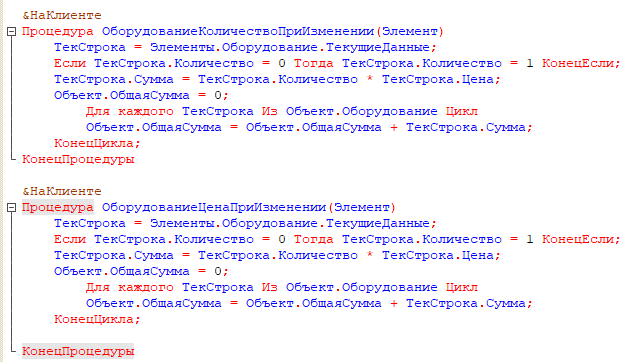 &НаКлиенте
Процедура ОборудованиеКоличествоПриИзменении(Элемент)
ТекСтрока = Элементы.Оборудование.ТекущиеДанные;
Если ТекСтрока.Количество = 0 Тогда ТекСтрока.Количество = 1 КонецЕсли;
ТекСтрока.Сумма = ТекСтрока.Количество * ТекСтрока.Цена;
Объект.ОбщаяСумма = 0;
Для каждого ТекСтрока Из Объект.Оборудование Цикл
Объект.ОбщаяСумма = Объект.ОбщаяСумма + ТекСтрока.Сумма;
КонецЦикла;
КонецПроцедуры
&НаКлиенте
Процедура ОборудованиеЦенаПриИзменении(Элемент)
ТекСтрока = Элементы.Оборудование.ТекущиеДанные;
Если ТекСтрока.Количество = 0 Тогда ТекСтрока.Количество = 1 КонецЕсли;
ТекСтрока.Сумма = ТекСтрока.Количество * ТекСтрока.Цена;
Объект.ОбщаяСумма = 0;
Для каждого ТекСтрока Из Объект.Оборудование Цикл
Объект.ОбщаяСумма = Объект.ОбщаяСумма + ТекСтрока.Сумма;
КонецЦикла;
КонецПроцедуры